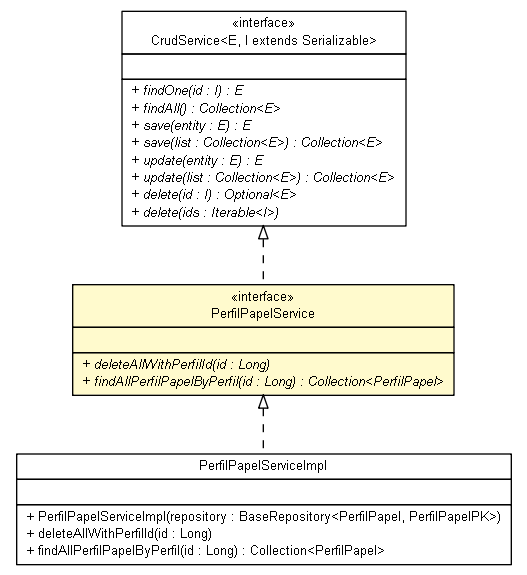 «interface»
CrudService<E, I extends Serializable>
+ findOne(id : I) : E
+ findAll() : Collection<E>
+ save(entity : E) : E
+ save(list : Collection<E>) : Collection<E>
+ update(entity : E) : E
+ update(list : Collection<E>) : Collection<E>
+ delete(id : I) : Optional<E>
+ delete(ids : Iterable<I>)
«interface»
PerfilPapelService
+ deleteAllWithPerfilId(id : Long)
+ findAllPerfilPapelByPerfil(id : Long) : Collection<PerfilPapel>
PerfilPapelServiceImpl
+ PerfilPapelServiceImpl(repository : BaseRepository<PerfilPapel, PerfilPapelPK>)
+ deleteAllWithPerfilId(id : Long)
+ findAllPerfilPapelByPerfil(id : Long) : Collection<PerfilPapel>